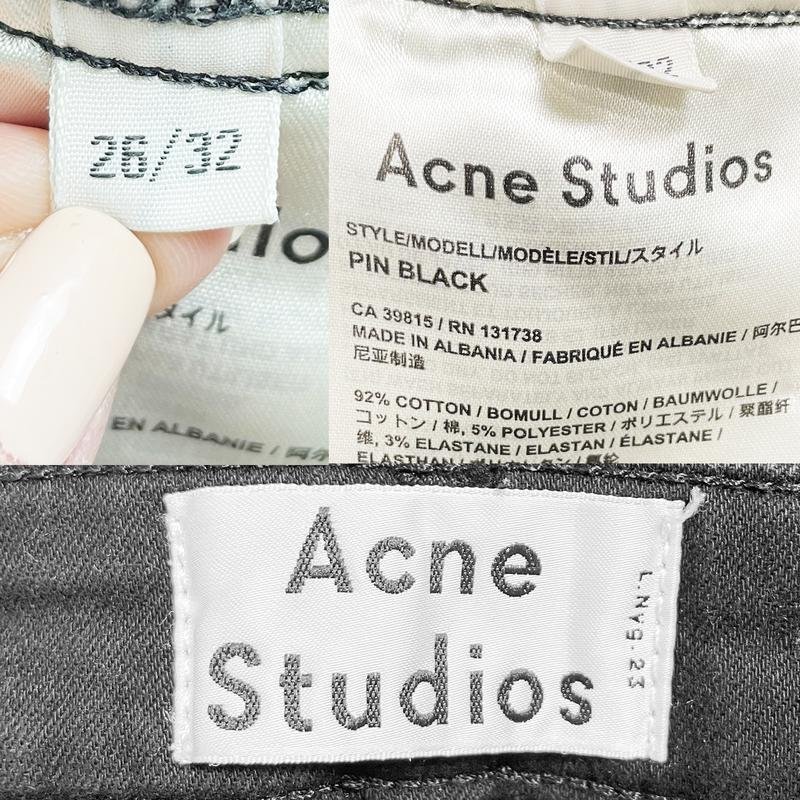 26/32
EN ALBANIE /
Acne Studios
STYLE/MODELL/MODÈLE/STIL/スタイル
PIN BLACK
CA 39815 / RN 131738
MADE IN ALBANIA / FABRIQUÉ EN ALBANIE / 阿尔巴
尼亚制造
92% COTTON / BOMULL / COTON / BAUMWOLLE /
コットン / 棉, 5% POLYESTER / ポリエステル / 聚酯纤
维, 3% ELASTANE / ELASTAN / ÉLASTANE /
Acne
Studios
L.Nyg.23